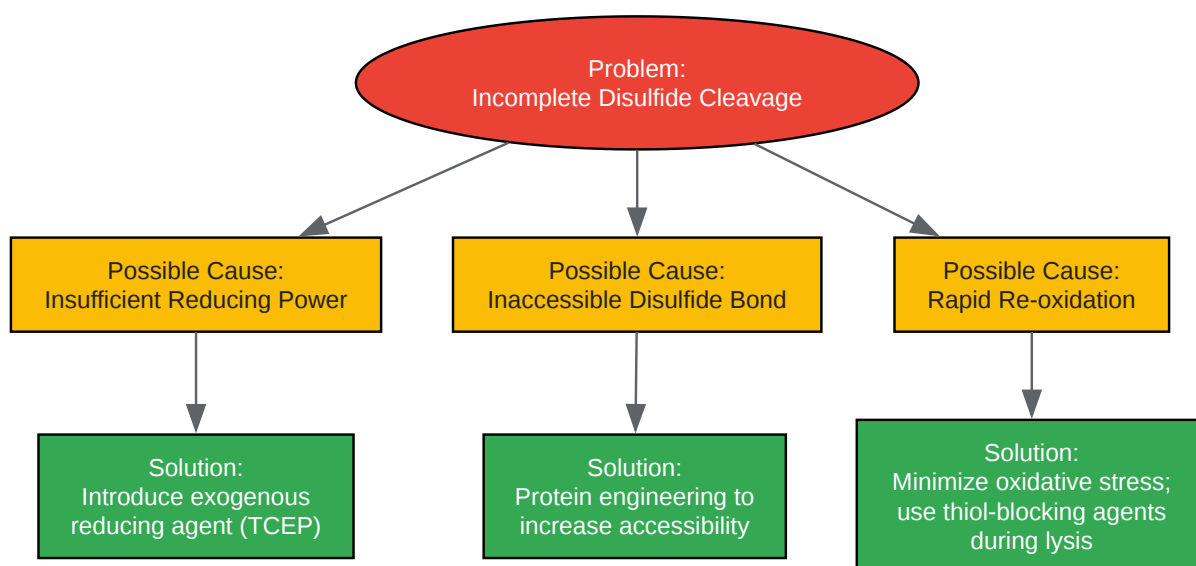 Problem:
Incomplete Disulfide Cleavage
Possible Cause:
Insufficient Reducing Power
Possible Cause:
Inaccessible Disulfide Bond
Possible Cause:
Rapid Re-oxidation
Solution:
Introduce exogenous
reducing agent (TCEP)
Solution:
Protein engineering to
increase accessibility
Solution:
Minimize oxidative stress;
use thiol-blocking agents
during lysis